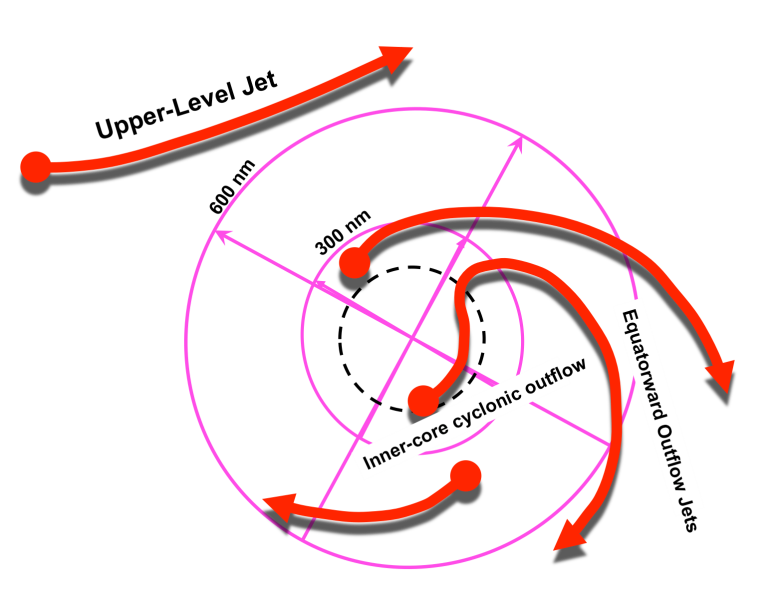 Upper-Level Jet
600 nm
300 nm
Inner-core cyclonic outflow
Equatorward Outflow Jets